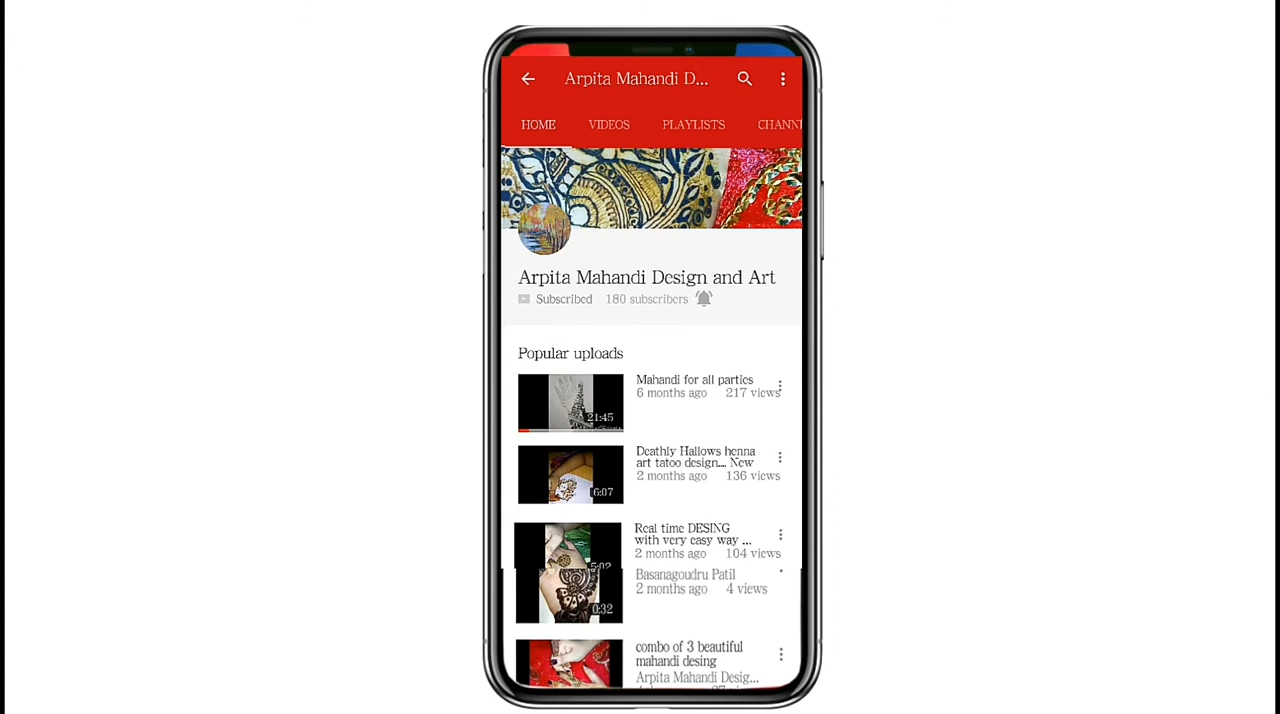 Arpita Mahandi D...
HOME VIDEOS PLAYLISTS CHANN
Arpita Mahandi Design and Art
Subscribed 180 subscribers
Popular uploads
Mahandi for all parties
6 months ago 217 views
21:45
Deathly Hallows henna
art tatoo design.... New
2 months ago 136 views
6:07
Real time DESING
with very easy way ...
2 months ago 104 views
5:02
Basanagoudru Patil
2 months ago 4 views
0:32
combo of 3 beautiful
mahandi desing
Arpita Mahandi Desig...